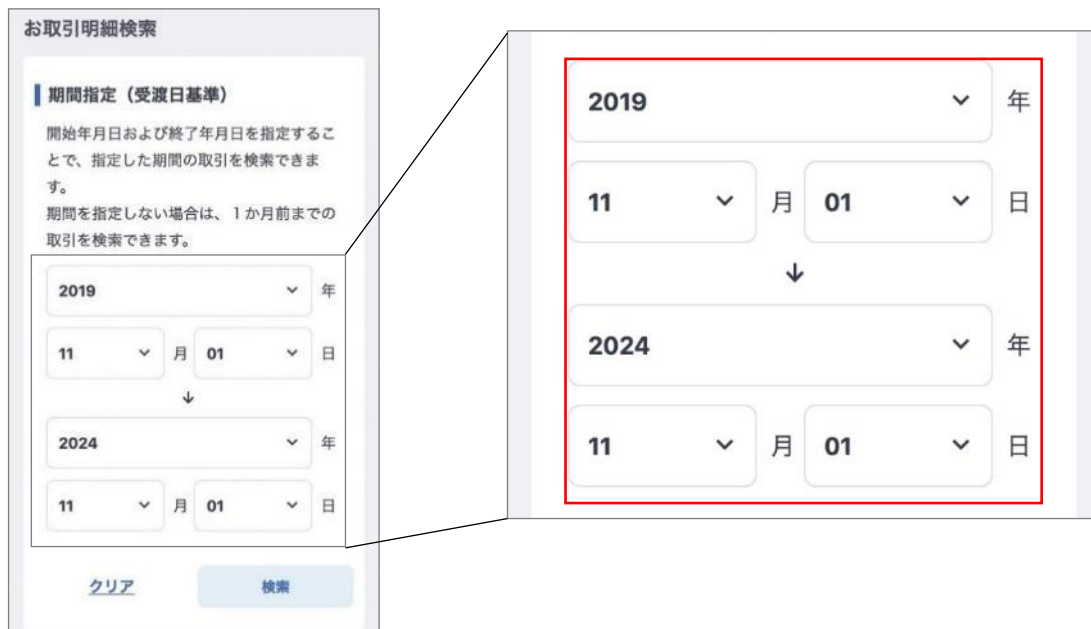 お取引明細検索
期間指定（受渡日基準）
開始年月日および終了年月日を指定するこ
とで、指定した期間の取引を検索できま
す。
期間を指定しない場合は、１か月前までの
取引を検索できます。
2019 年
11 月 01 日
↓
2024 年
11 月 01 日
クリア 検索
2019 年
11 月 01 日
↓
2024 年
11 月 01 日